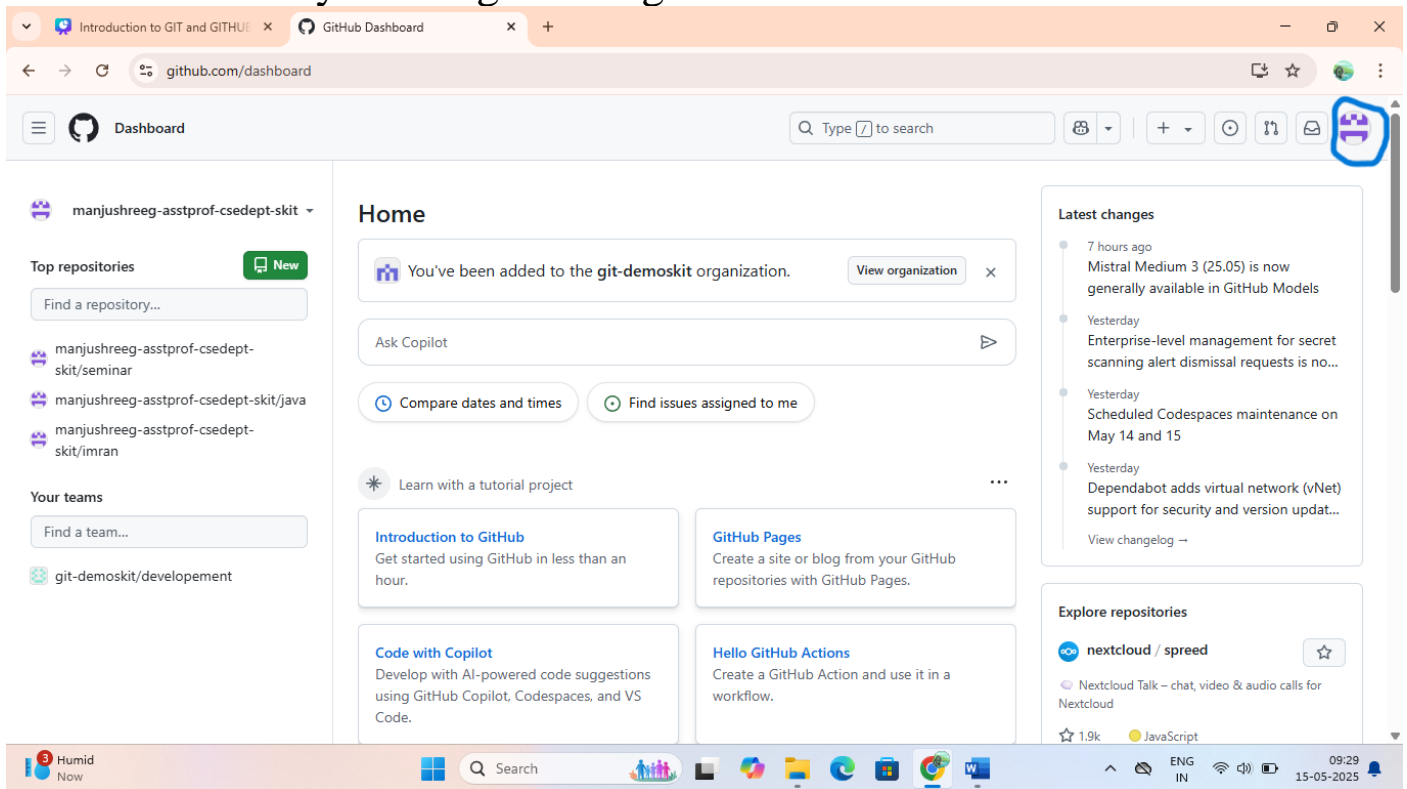 Introduction to GIT and GITHUE
GitHub Dashboard
github.com/dashboard
Dashboard
Type / to search
manjushreeg-asstprof-csedept-skit
Top repositories
New
Find a repository...
manjushreeg-asstprof-csedept-
skit/seminar
manjushreeg-asstprof-csedept-skit/java
manjushreeg-asstprof-csedept-
skit/imran
Your teams
Find a team...
git-demoskit/developement
Home
You've been added to the git-demoskit organization.
View organization
Ask Copilot
Compare dates and times
Find issues assigned to me
Learn with a tutorial project
Introduction to GitHub
Get started using GitHub in less than an
hour.
GitHub Pages
Create a site or blog from your GitHub
repositories with GitHub Pages.
Code with Copilot
Develop with AI-powered code suggestions
using GitHub Copilot, Codespaces, and VS
Code.
Hello GitHub Actions
Create a GitHub Action and use it in a
workflow.
Latest changes
7 hours ago
Mistral Medium 3 (25.05) is now
generally available in GitHub Models
Yesterday
Enterprise-level management for secret
scanning alert dismissal requests is no...
Yesterday
Scheduled Codespaces maintenance on
May 14 and 15
Yesterday
Dependabot adds virtual network (vNet)
support for security and version updat...
View changelog →
Explore repositories
nextcloud / spreed
Nextcloud Talk – chat, video & audio calls for
Nextcloud
1.9k
JavaScript
3
Humid
Now
Search
ENG
IN
09:29
15-05-2025